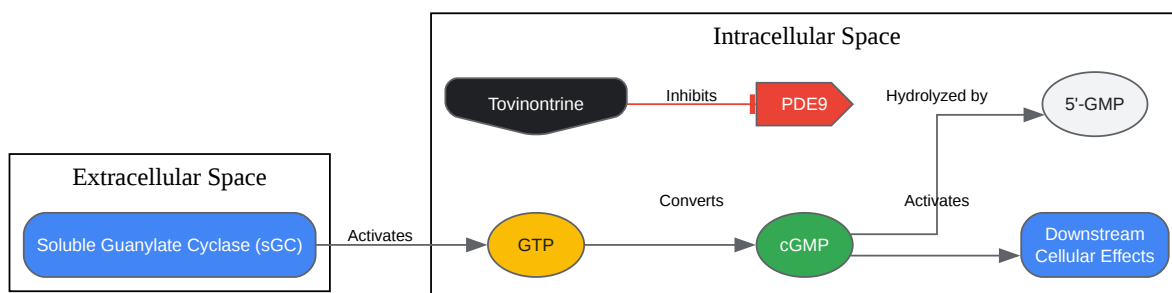 Intracellular Space
Tovinontrine
Inhibits
PDE9
Hydrolyzed by
5'-GMP
Extracellular Space
Soluble Guanylate Cyclase (sGC)
Activates
GTP
Converts
cGMP
Activates
Downstream
Cellular Effects